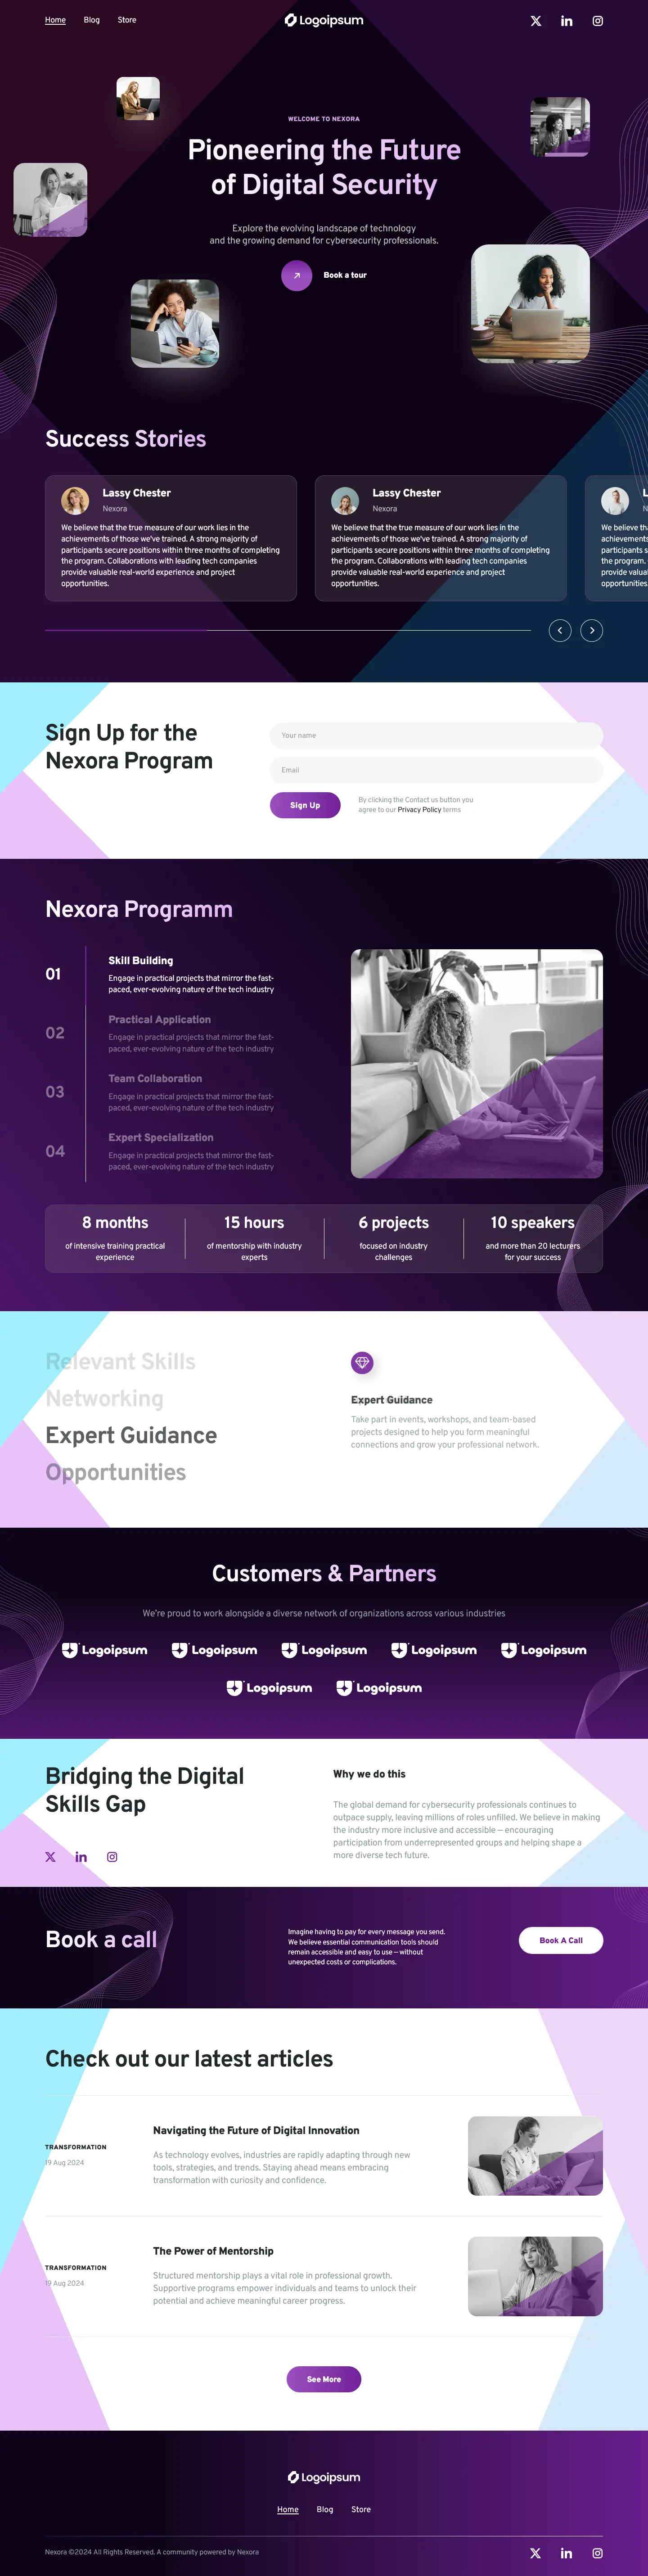 Home Blog Store
Logoipsum
WELCOME TO NEXORA
Pioneering the Future
of Digital Security
Explore the evolving landscape of technology
and the growing demand for cybersecurity professionals.
Book a tour
Success Stories
Lassy Chester
Nexora
We believe that the true measure of our work lies in the
achievements of those we've trained. A strong majority of
participants secure positions within three months of completing
the program. Collaborations with leading tech companies
provide valuable real-world experience and project
opportunities.
Lassy Chester
Nexora
We believe that the true measure of our work lies in the
achievements of those we've trained. A strong majority of
participants secure positions within three months of completing
the program. Collaborations with leading tech companies
provide valuable real-world experience and project
opportunities.
L
N
We believe tha
achievements
participants s
the program.
provide valua
opportunities.
Sign Up for the
Nexora Program
Your name
Email
Sign Up
By clicking the Contact us button you
agree to our Privacy Policy terms
Nexora Programm
01
Skill Building
Engage in practical projects that mirror the fast-
paced, ever-evolving nature of the tech industry
02
Practical Application
Engage in practical projects that mirror the fast-
paced, ever-evolving nature of the tech industry
03
Team Collaboration
Engage in practical projects that mirror the fast-
paced, ever-evolving nature of the tech industry
04
Expert Specialization
Engage in practical projects that mirror the fast-
paced, ever-evolving nature of the tech industry
8 months
of intensive training practical
experience
15 hours
of mentorship with industry
experts
6 projects
focused on industry
challenges
10 speakers
and more than 20 lecturers
for your success
Relevant Skills
Networking
Expert Guidance
Opportunities
Expert Guidance
Take part in events, workshops, and team-based
projects designed to help you form meaningful
connections and grow your professional network.
Customers & Partners
We're proud to work alongside a diverse network of organizations across various industries
Logoipsum Logoipsum Logoipsum Logoipsum Logoipsum
Logoipsum Logoipsum
Bridging the Digital
Skills Gap
Why we do this
The global demand for cybersecurity professionals continues to
outpace supply, leaving millions of roles unfilled. We believe in making
the industry more inclusive and accessible — encouraging
participation from underrepresented groups and helping shape a
more diverse tech future.
Book a call
Imagine having to pay for every message you send.
We believe essential communication tools should
remain accessible and easy to use — without
unexpected costs or complications.
Book A Call
Check out our latest articles
TRANSFORMATION
19 Aug 2024
Navigating the Future of Digital Innovation
As technology evolves, industries are rapidly adapting through new
tools, strategies, and trends. Staying ahead means embracing
transformation with curiosity and confidence.
TRANSFORMATION
19 Aug 2024
The Power of Mentorship
Structured mentorship plays a vital role in professional growth.
Supportive programs empower individuals and teams to unlock their
potential and achieve meaningful career progress.
See More
Logoipsum
Home Blog Store
Nexora ©2024 All Rights Reserved. A community powered by Nexora